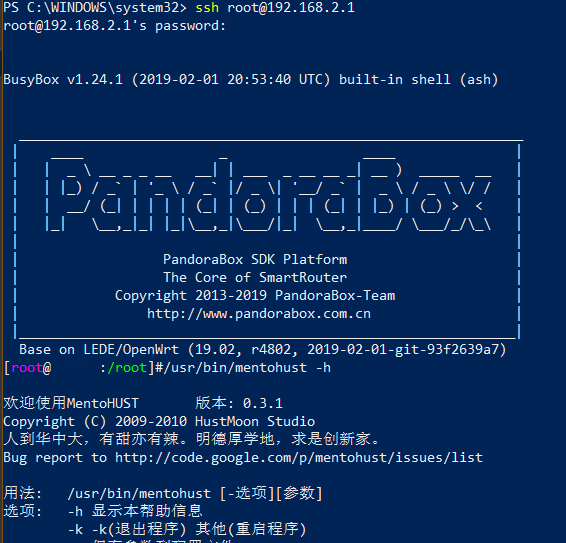 PS C:\WINDOWS\system32> ssh root@192.168.2.1
root@192.168.2.1's password:
BusyBox v1.24.1 (2019-02-01 20:53:40 UTC) built-in shell (ash)
PandoraBox
PandoraBox SDK Platform
The Core of SmartRouter
Copyright 2013-2019 PandoraBox-Team
http://www.pandorabox.com.cn
Base on LEDE/OpenWrt (19.02, r4802, 2019-02-01-git-93f2639a7)
[root@ :/root]#/usr/bin/mentohust -h
欢迎使用MentoHUST 版本: 0.3.1
Copyright (C) 2009-2010 HustMoon Studio
人到华中大，有甜亦有辣。明德厚学地，求是创新家。
Bug report to http://code.google.com/p/mentohust/issues/list
用法: /usr/bin/mentohust [-选项][参数]
选项: -h 显示本帮助信息
-k -k(退出程序) 其他(重启程序)